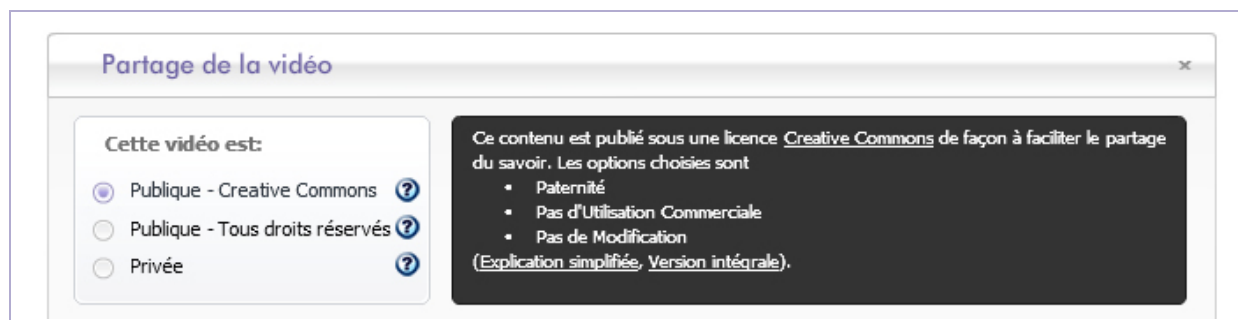 Partage de la vidéo
Cette vidéo est:
Publique - Creative Commons
Publique - Tous droits réservés
Privée
Ce contenu est publié sous une licence Creative Commons de façon à faciliter le partage
du savoir. Les options choisies sont
• Paternité
• Pas d'Utilisation Commerciale
• Pas de Modification
(Explication simplifiée, Version intégrale).